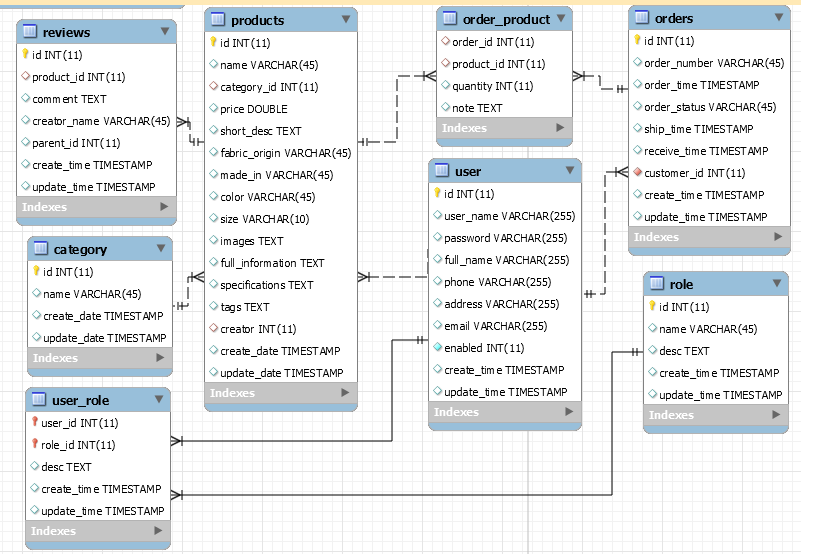 reviews
id INT(11)
product_id INT(11)
comment TEXT
creator_name VARCHAR(45)
parent_id INT(11)
create_time TIMESTAMP
update_time TIMESTAMP
Indexes
products
id INT(11)
name VARCHAR(45)
category_id INT(11)
price DOUBLE
short_desc TEXT
fabric_origin VARCHAR(45)
made_in VARCHAR(45)
color VARCHAR(45)
size VARCHAR(10)
images TEXT
full_information TEXT
specifications TEXT
tags TEXT
creator INT(11)
create_date TIMESTAMP
update_date TIMESTAMP
Indexes
order_product
order_id INT(11)
product_id INT(11)
quantity INT(11)
note TEXT
Indexes
orders
id INT(11)
order_number VARCHAR(45)
order_time TIMESTAMP
order_status VARCHAR(45)
ship_time TIMESTAMP
receive_time TIMESTAMP
customer_id INT(11)
create_time TIMESTAMP
update_time TIMESTAMP
Indexes
category
id INT(11)
name VARCHAR(45)
create_date TIMESTAMP
update_date TIMESTAMP
Indexes
user
id INT(11)
user_name VARCHAR(255)
password VARCHAR(255)
full_name VARCHAR(255)
phone VARCHAR(255)
address VARCHAR(255)
email VARCHAR(255)
enabled INT(11)
create_time TIMESTAMP
update_time TIMESTAMP
Indexes
role
id INT(11)
name VARCHAR(45)
desc TEXT
create_time TIMESTAMP
update_time TIMESTAMP
Indexes
user_role
user_id INT(11)
role_id INT(11)
desc TEXT
create_time TIMESTAMP
update_time TIMESTAMP
Indexes